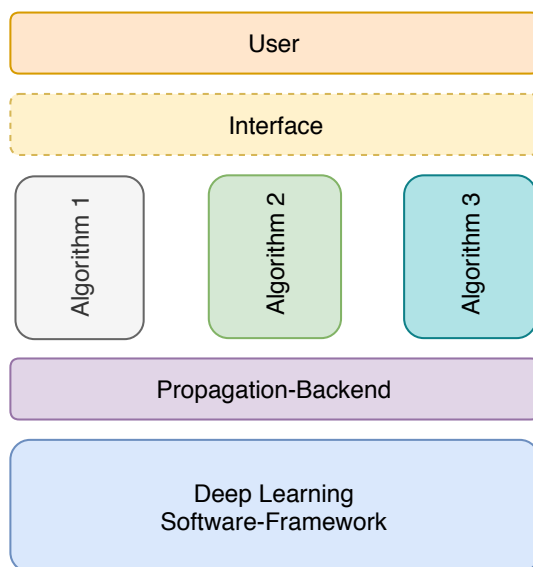 User
Interface
Algorithm 1
Algorithm 2
Algorithm 3
Propagation-Backend
Deep Learning
Software-Framework